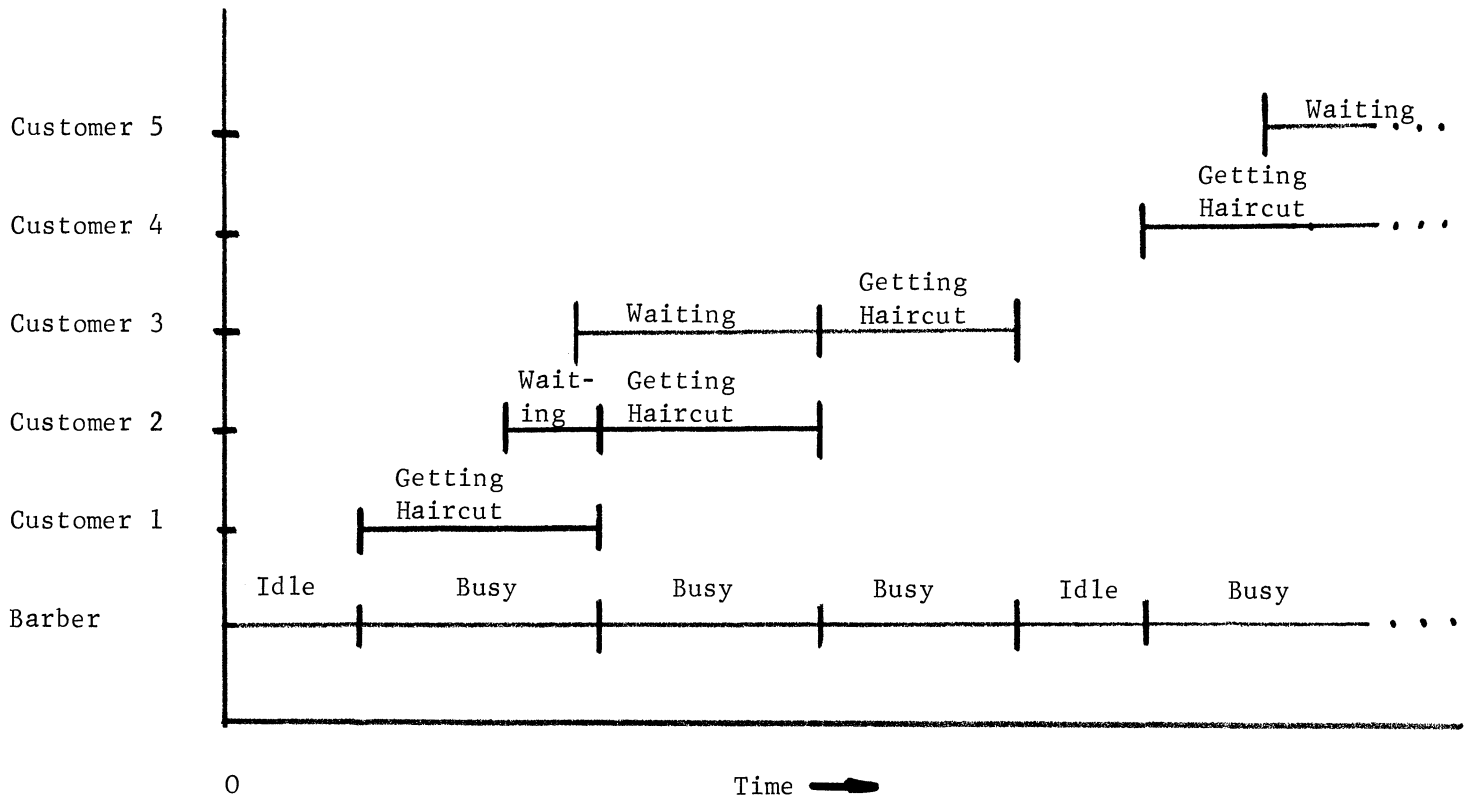 Customer 5
Waiting
Getting
Haircut
Customer 4
Getting
Haircut
Customer 3
Waiting
Wait-
ing
Getting
Haircut
Customer 2
Getting
Haircut
Customer 1
Idle
Busy
Busy
Busy
Idle
Busy
Barber
0
Time